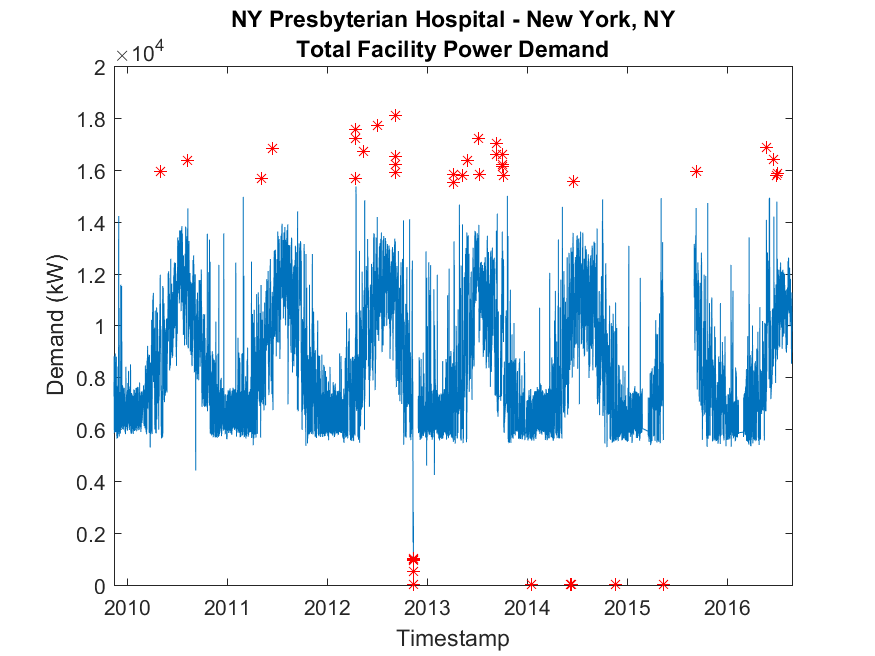 NY Presbyterian Hospital - New York, NY
Total Facility Power Demand
×10⁴
2
1.8
1.6
1.4
1.2
1
0.8
0.6
0.4
0.2
0
Demand (kW)
2010 2011 2012 2013 2014 2015 2016
Timestamp